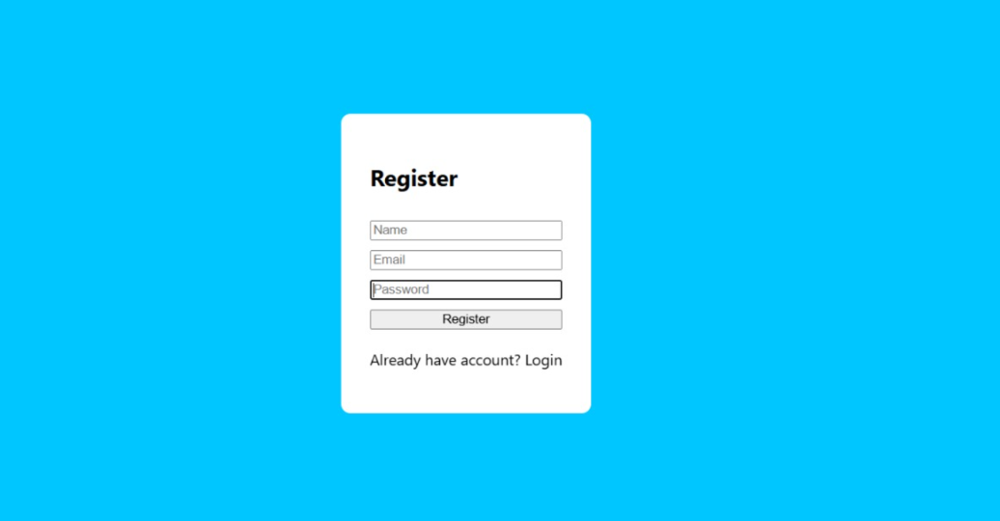 Register
Name
Email
Password
Register
Already have account? Login